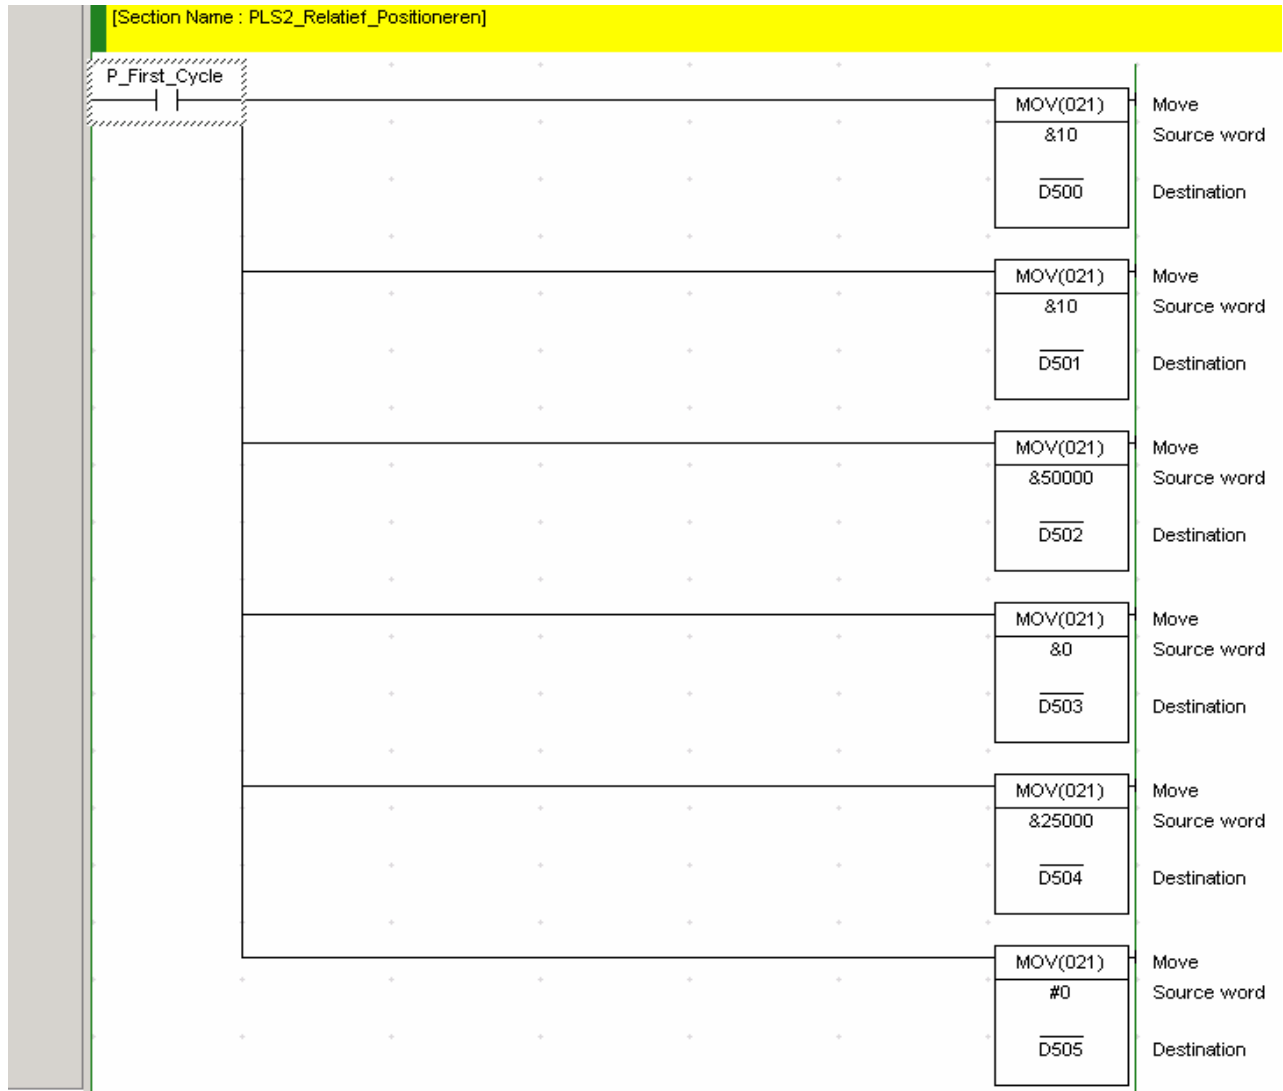 [Section Name : PLS2_Relatief_Positioneren]
P_First_Cycle
MOV(021) Move
&10 Source word
D500 Destination
MOV(021) Move
&10 Source word
D501 Destination
MOV(021) Move
&50000 Source word
D502 Destination
MOV(021) Move
&0 Source word
D503 Destination
MOV(021) Move
&25000 Source word
D504 Destination
MOV(021) Move
#0 Source word
D505 Destination